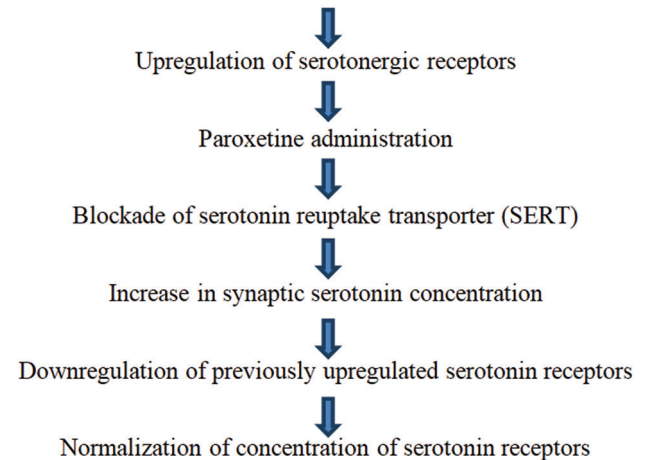 Upregulation of serotonergic receptors
Paroxetine administration
Blockade of serotonin reuptake transporter (SERT)
Increase in synaptic serotonin concentration
Downregulation of previously upregulated serotonin receptors
Normalization of concentration of serotonin receptors